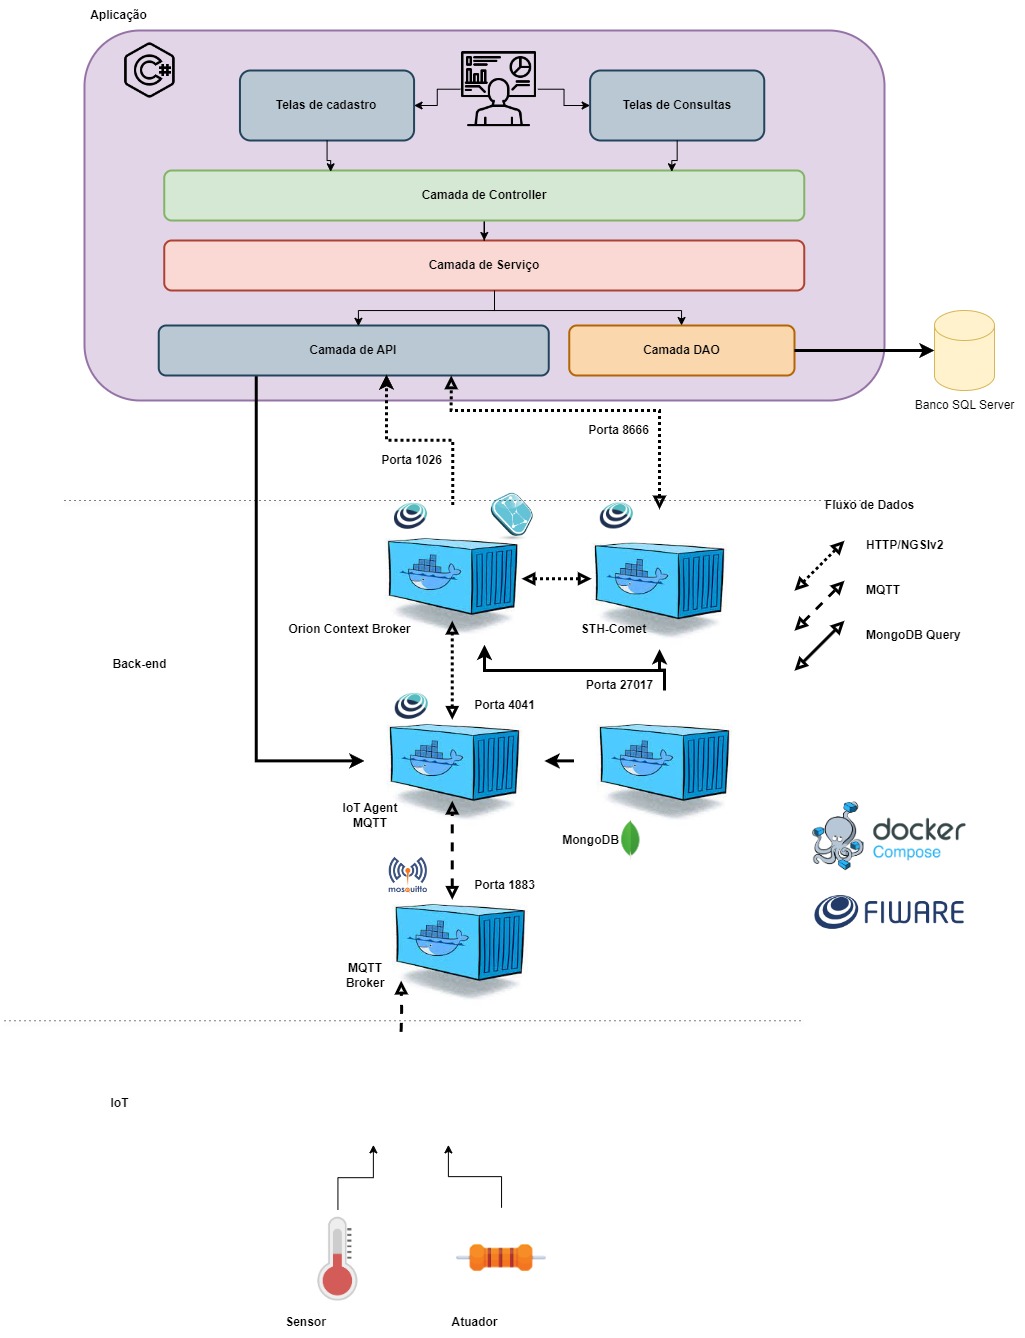 Aplicação
C#
Telas de cadastro
Telas de Consultas
Camada de Controller
Camada de Serviço
Camada de API
Camada DAO
Banco SQL Server
Porta 8666
Porta 1026
Fluxo de Dados
HTTP/NGSIv2
MQTT
MongoDB Query
Orion Context Broker
STH-Comet
Back-end
Porta 27017
Porta 4041
IoT Agent
MQTT
MongoDB
docker
Compose
mosquitto
Porta 1883
FIWARE
MQTT
Broker
IoT
Sensor
Atuador